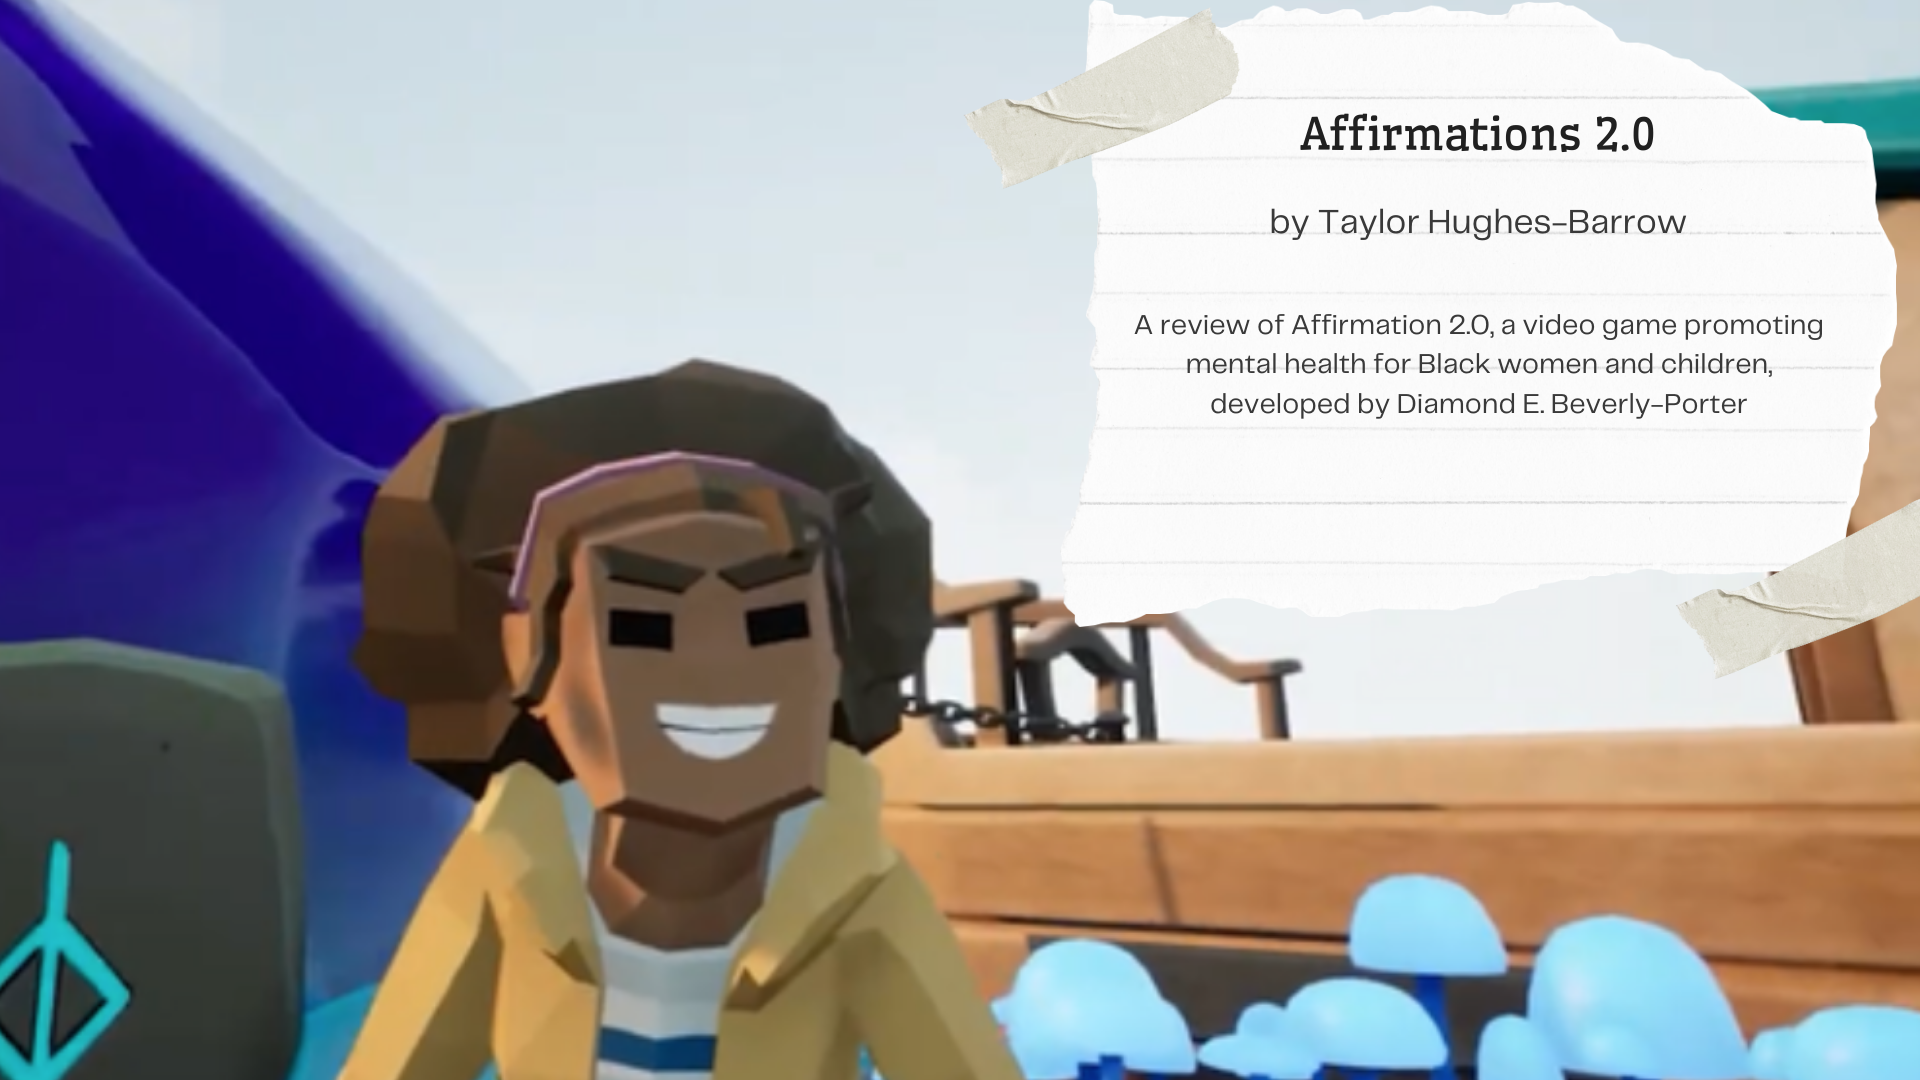 Affirmations 2.0
by Taylor Hughes-Barrow
A review of Affirmation 2.0, a video game promoting
mental health for Black women and children,
developed by Diamond E. Beverly-Porter